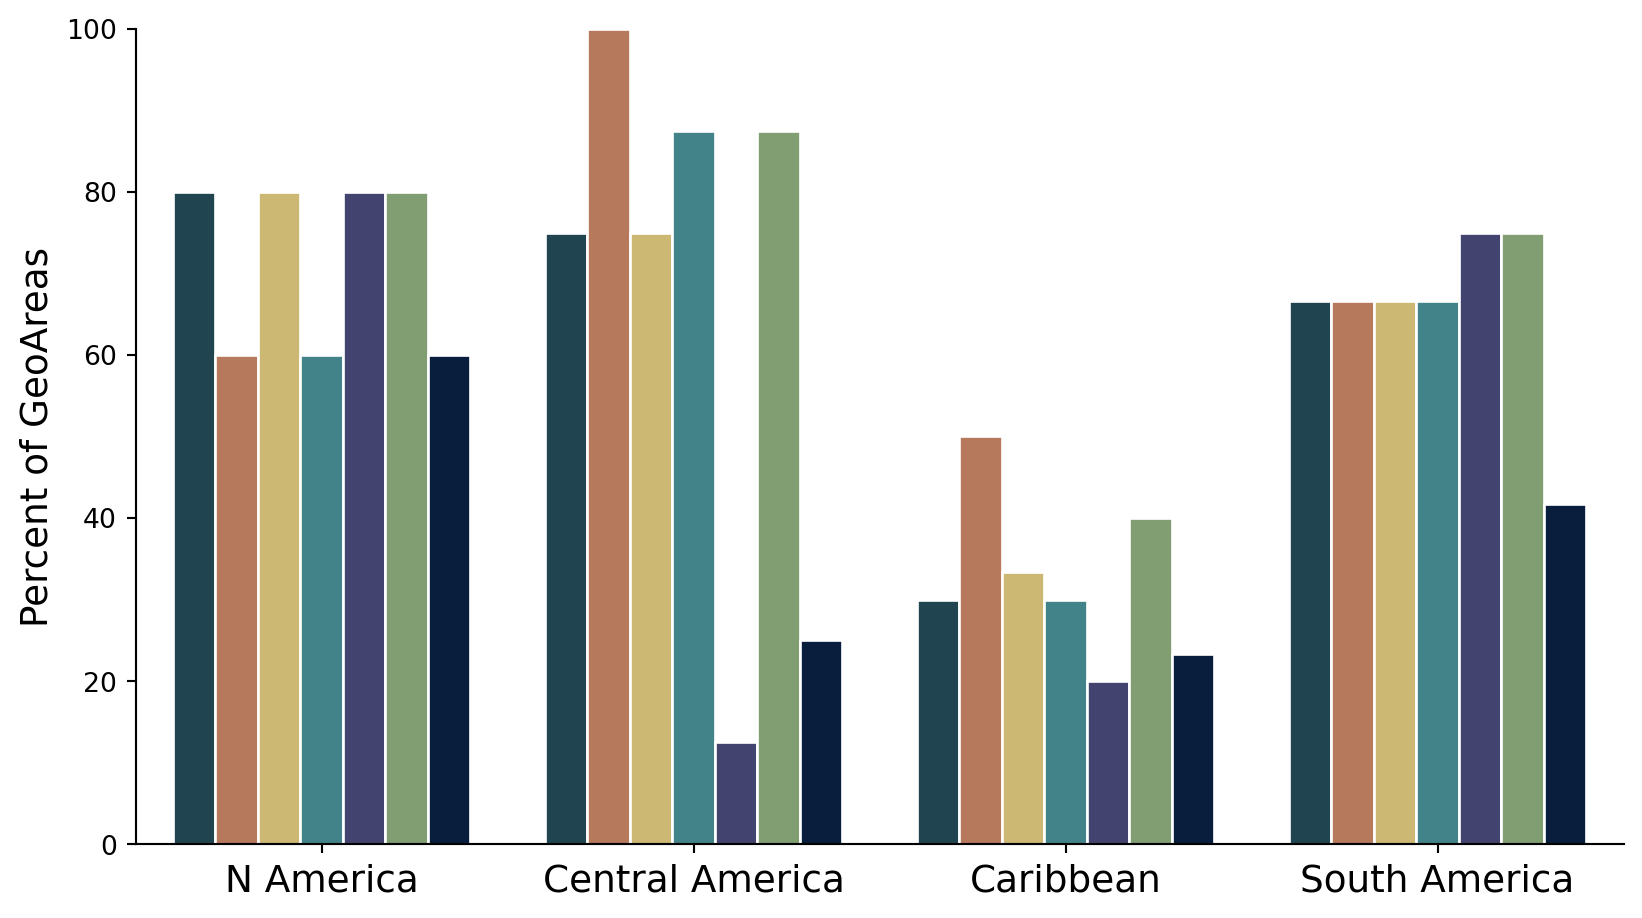 100
80
60
40
20
0
Percent of GeoAreas
N America
Central America
Caribbean
South America